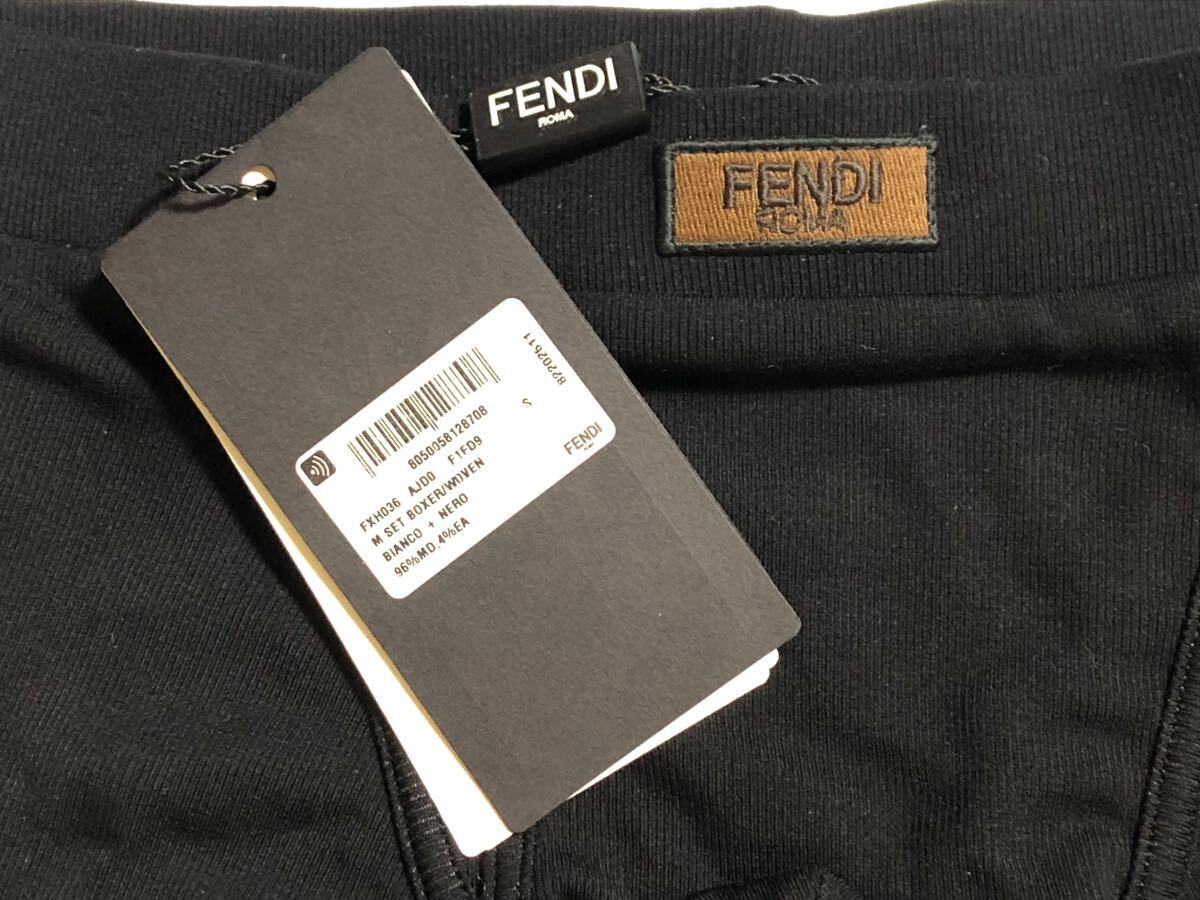 FENDI
ROMA
FENDI
ROMA
8050058128708
FXH036 AJD0 F1FD9
M SET BOXER/WOVEN
BIANCO + NERO
96%MD,4%EA
S
82202611
FENDI